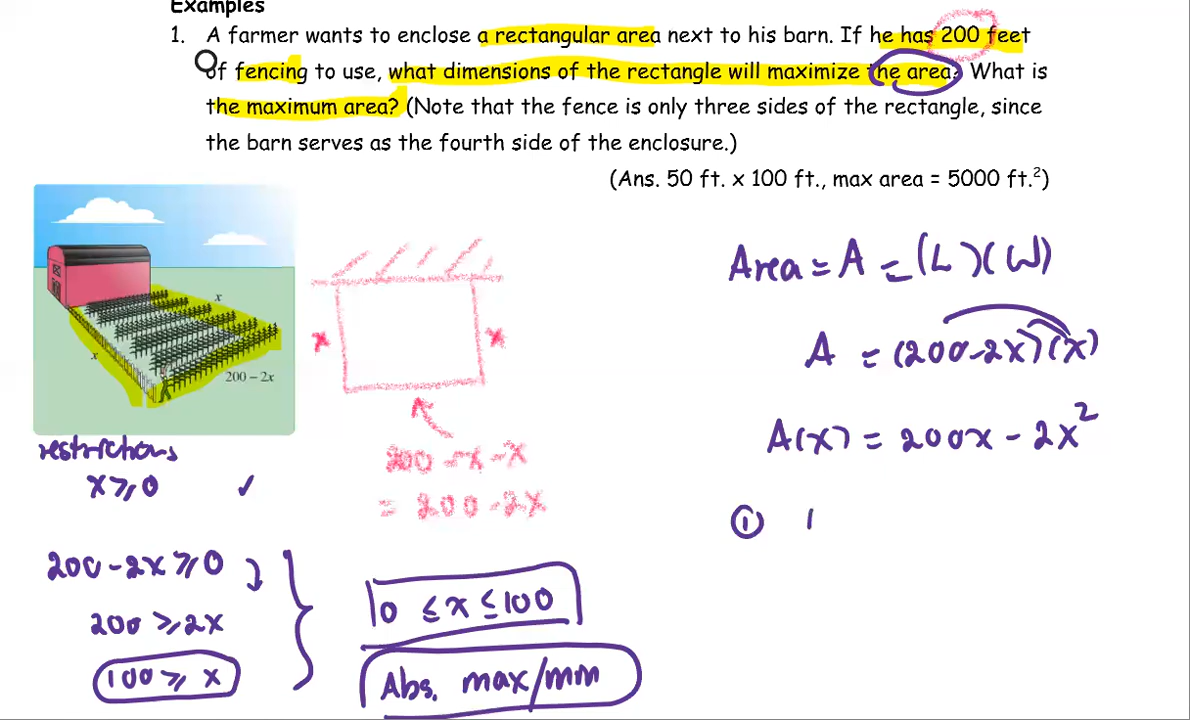 Examples
1. A farmer wants to enclose a rectangular area next to his barn. If he has 200 feet
of fencing to use, what dimensions of the rectangle will maximize the area? What is
the maximum area? (Note that the fence is only three sides of the rectangle, since
the barn serves as the fourth side of the enclosure.)
(Ans. 50 ft. x 100 ft., max area = 5000 ft.²)
x
x
200 – 2x
x
x
200 - x - x
= 200 - 2x
restrictions
x ≥ 0 ✓
200 - 2x ≥ 0
200 ≥ 2x
100 ≥ x
0 ≤ x ≤ 100
Abs. max/min
Area = A = (L)(W)
A = (200-2x)(x)
A(x) = 200x - 2x²
①